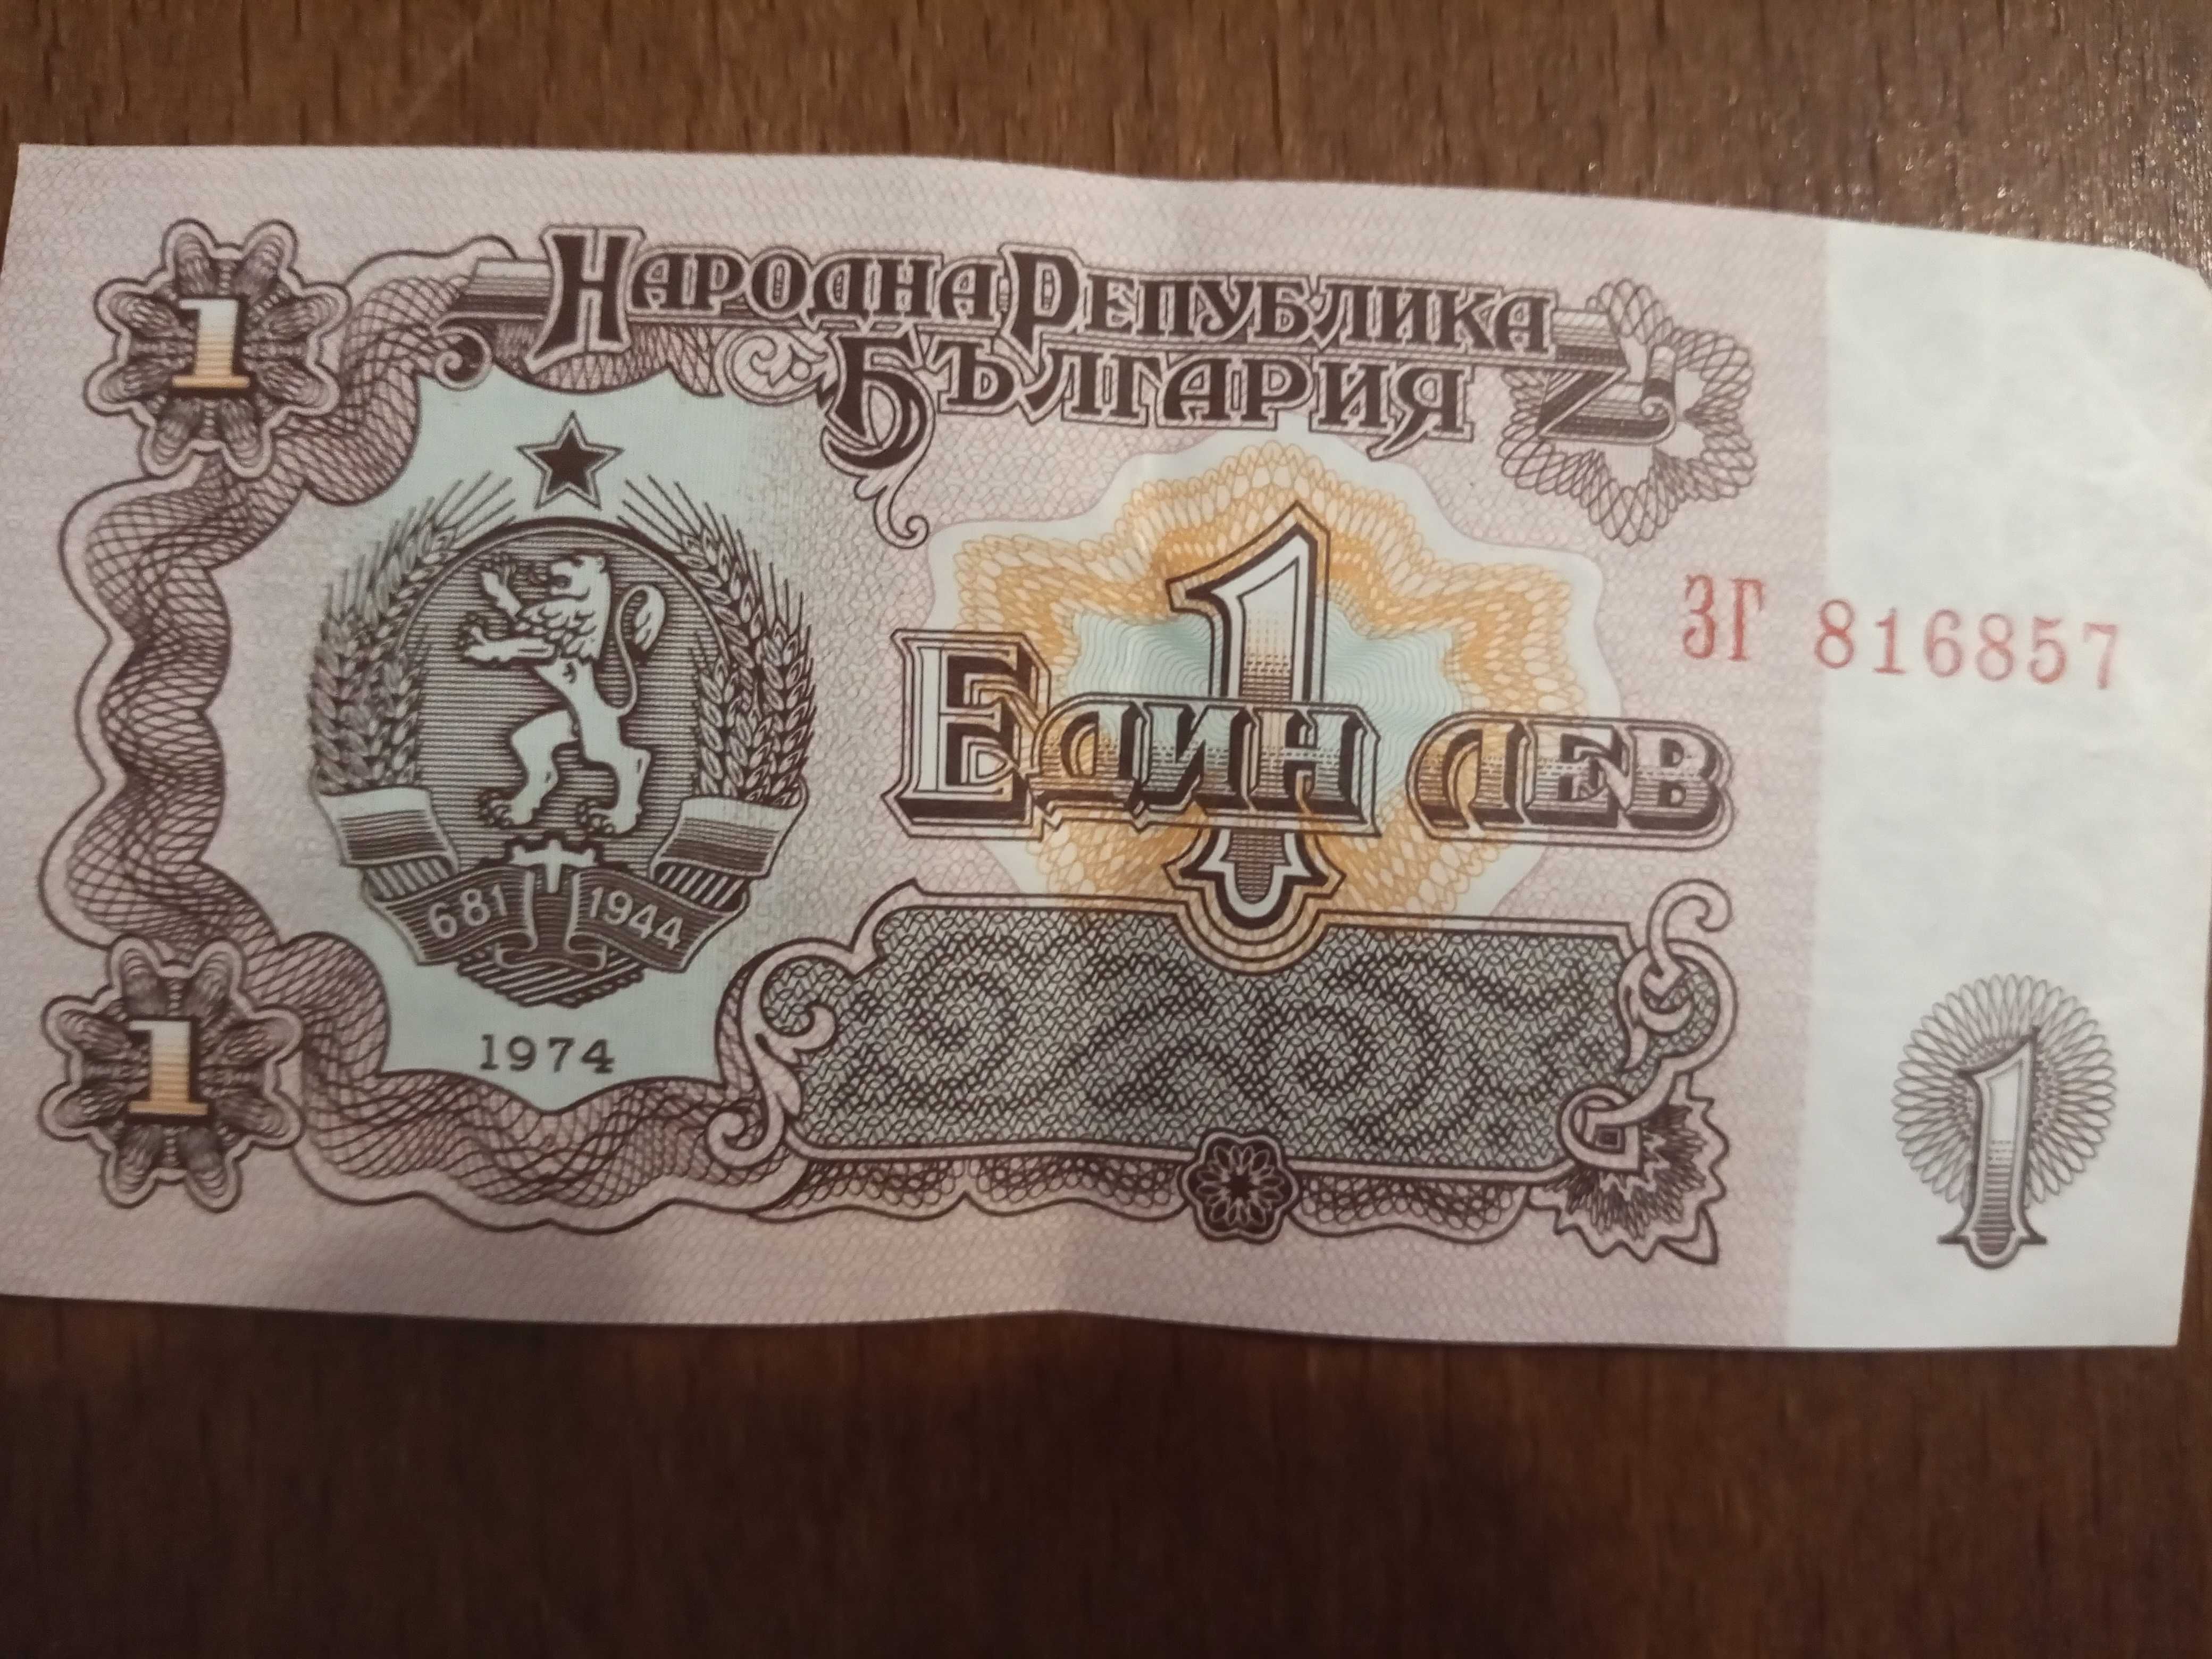 1
НАРОДНА РЕПУБЛИКА
БЪЛГАРИЯ
1
ЕДИН ЛЕВ
ЗГ 816857
681 1944
1974
1
1